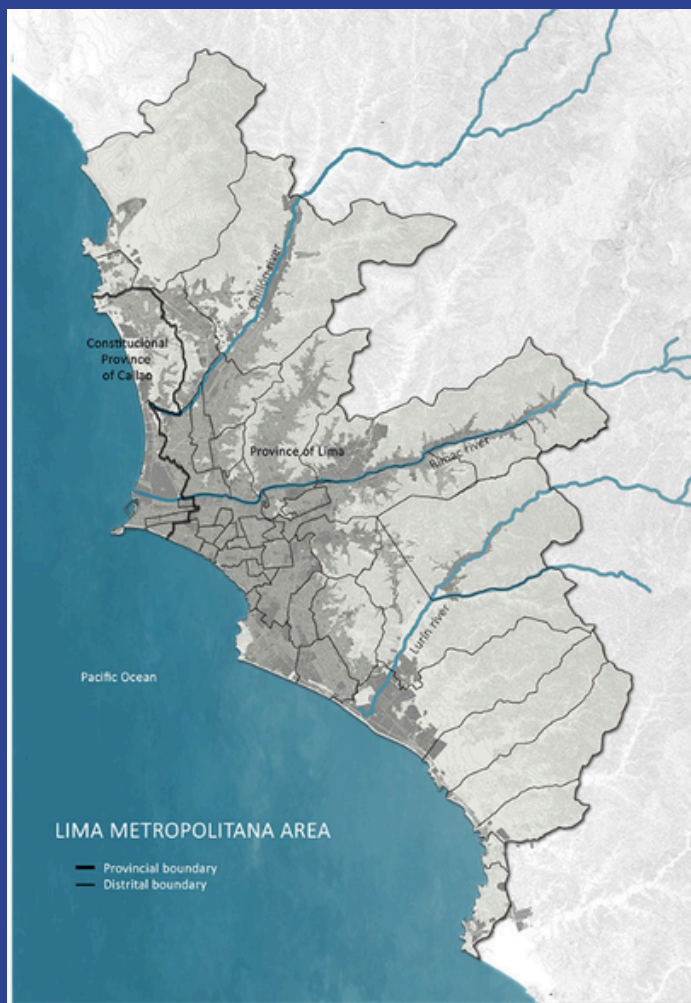 Chillón river
Constitucional
Province
of Callao
Province of Lima
Rímac river
Lurín river
Pacific Ocean
LIMA METROPOLITANA AREA
Provincial boundary
Distrital boundary